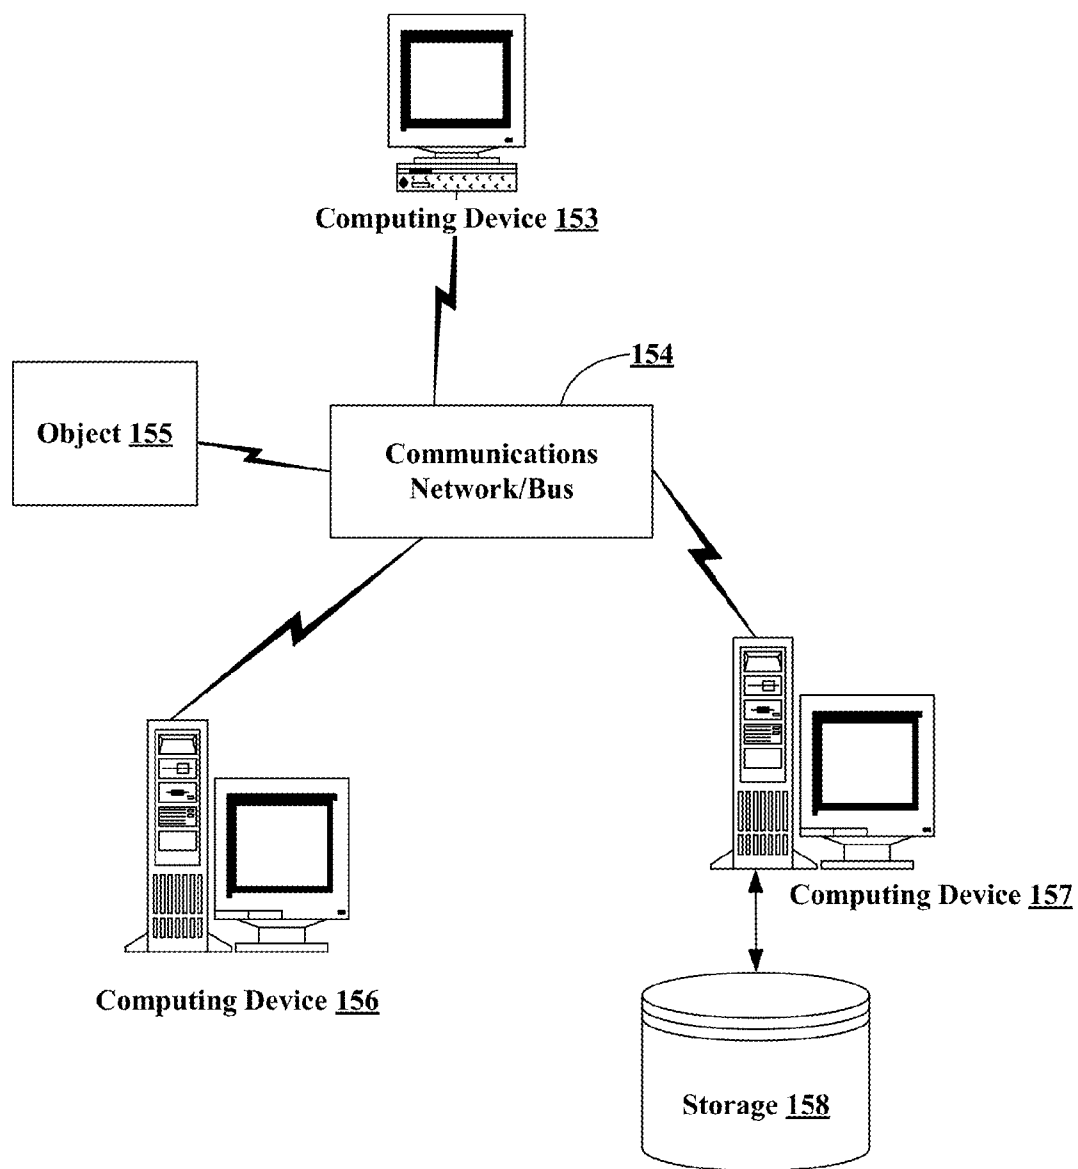 Computing Device 153
154
Object 155
Communications
Network/Bus
Computing Device 157
Computing Device 156
Storage 158